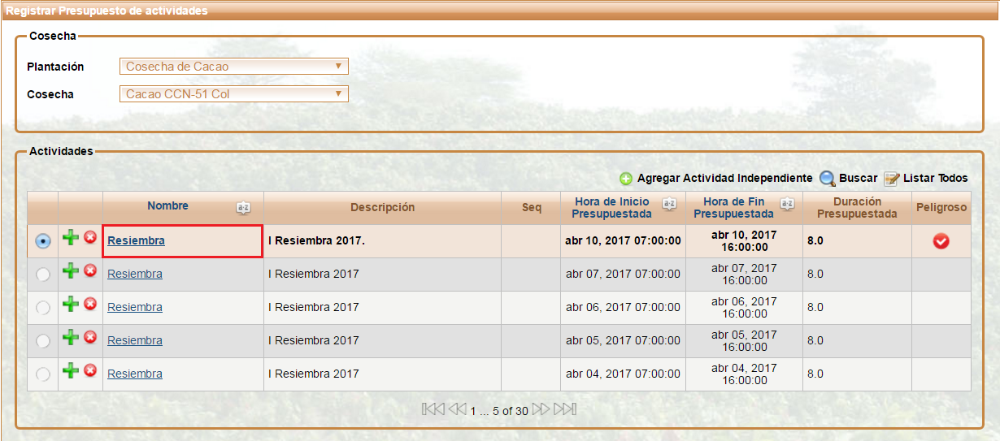 Registrar Presupuesto de actividades
Cosecha
Plantación Cosecha de Cacao
Cosecha Cacao CCN-51 Col
Actividades
Agregar Actividad Independiente Buscar Listar Todos
Nombre a·z Descripción Seq Hora de Inicio Presupuestada a·z Hora de Fin Presupuestada a·z Duración Presupuestada Peligroso
Resiembra I Resiembra 2017. abr 10, 2017 07:00:00 abr 10, 2017 16:00:00 8.0
Resiembra I Resiembra 2017 abr 07, 2017 07:00:00 abr 07, 2017 16:00:00 8.0
Resiembra I Resiembra 2017 abr 06, 2017 07:00:00 abr 06, 2017 16:00:00 8.0
Resiembra I Resiembra 2017 abr 05, 2017 07:00:00 abr 05, 2017 16:00:00 8.0
Resiembra I Resiembra 2017 abr 04, 2017 07:00:00 abr 04, 2017 16:00:00 8.0
1 ... 5 of 30